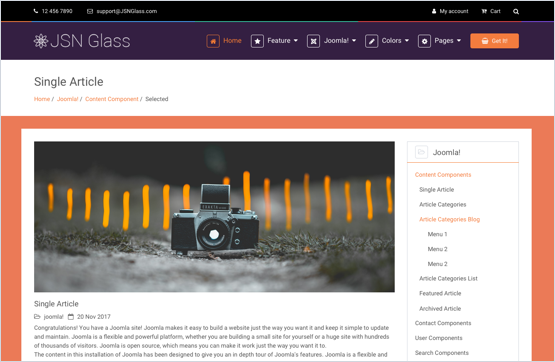 12 456 7890
support@JSNGlass.com
My account
Cart
JSN Glass
Home
Feature
Joomla!
Colors
Pages
Get it!
Single Article
Home / Joomla! / Content Component / Selected
Single Article
joomla! 20 Nov 2017
Congratulations! You have a Joomla site! Joomla makes it easy to build a website just the way you want it and keep it simple to update
and maintain. Joomla is a flexible and powerful platform, whether you are building a small site for yourself or a huge site with hundreds
of thousands of visitors. Joomla is open source, which means you can make it work just the way you want it to.
The content in this installation of Joomla has been designed to give you an in depth tour of Joomla's features. Joomla is a flexible and
Joomla!
Content Components
Single Article
Article Categories
Article Categories Blog
Menu 1
Menu 2
Menu 2
Article Categories List
Featured Article
Archived Article
Contact Components
User Components
Search Components